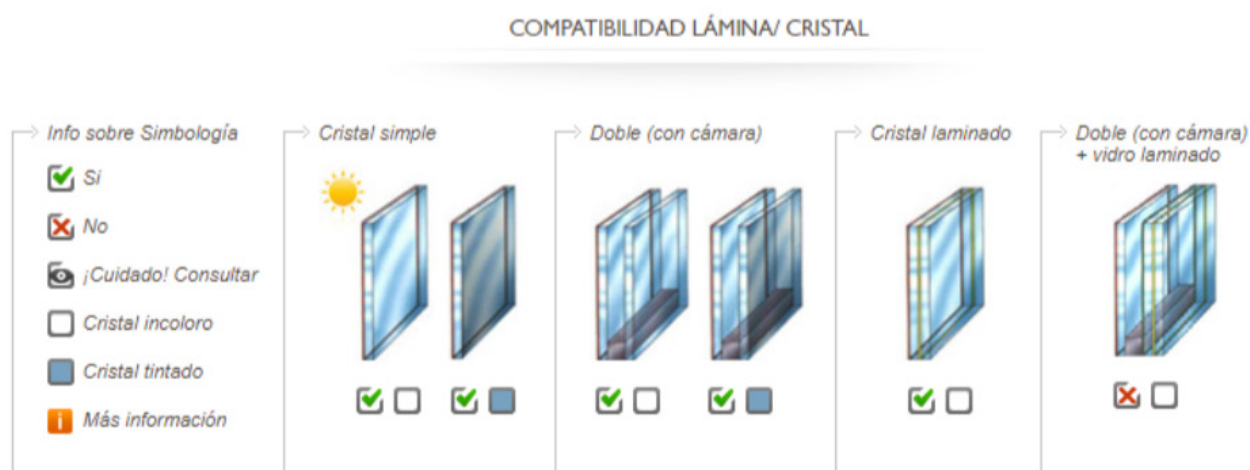 COMPATIBILIDAD LÁMINA/ CRISTAL
Info sobre Simbología
Si
No
¡Cuidado! Consultar
Cristal incoloro
Cristal tintado
i Más información
Cristal simple
Doble (con cámara)
Cristal laminado
Doble (con cámara)
+ vidro laminado